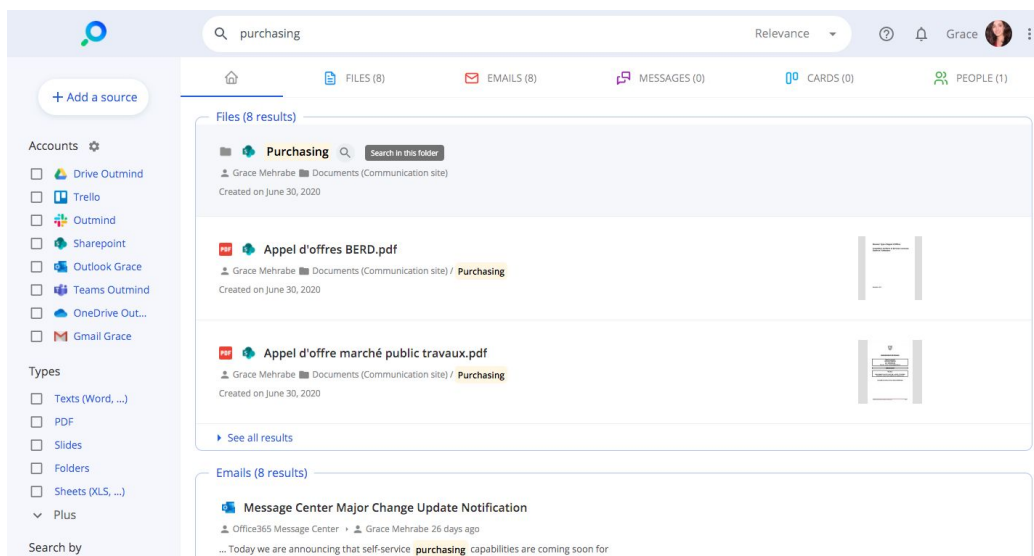 purchasing
Relevance
Grace
FILES (8)
EMAILS (8)
MESSAGES (0)
CARDS (0)
PEOPLE (1)
+ Add a source
Accounts
Drive Outmind
Trello
Outmind
Sharepoint
Outlook Grace
Teams Outmind
OneDrive Out...
Gmail Grace
Types
Texts (Word, ...)
PDF
Slides
Folders
Sheets (XLS, ...)
Plus
Search by
Files (8 results)
Purchasing
Search in this folder
Grace Mehrabe Documents (Communication site)
Created on June 30, 2020
PDF Appel d'offres BERD.pdf
Grace Mehrabe Documents (Communication site) / Purchasing
Created on June 30, 2020
PDF Appel d'offre marché public travaux.pdf
Grace Mehrabe Documents (Communication site) / Purchasing
Created on June 30, 2020
See all results
Emails (8 results)
Message Center Major Change Update Notification
Office365 Message Center › Grace Mehrabe 26 days ago
... Today we are announcing that self-service purchasing capabilities are coming soon for